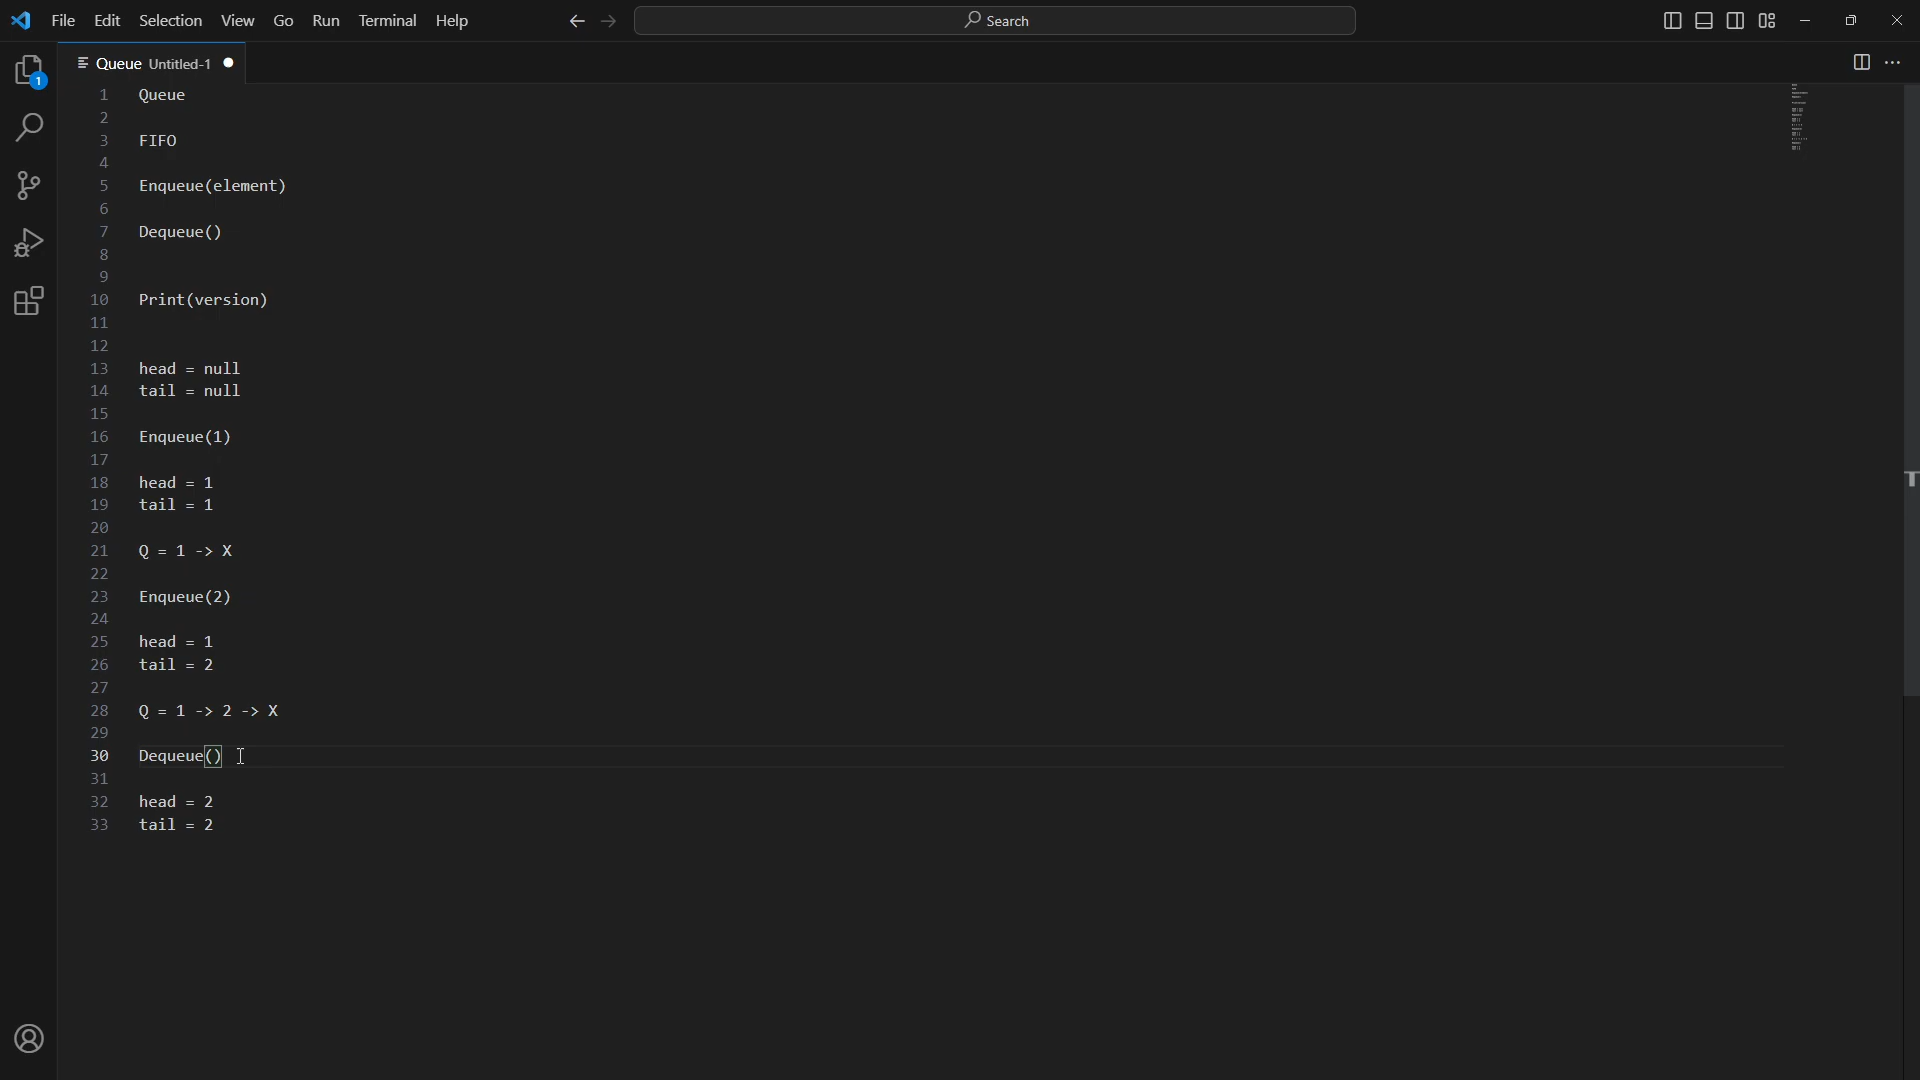 File Edit Selection View Go Run Terminal Help
Search
1
Queue Untitled-1
1 Queue
2
3 FIFO
4
5 Enqueue(element)
6
7 Dequeue()
8
9
10 Print(version)
11
12
13 head = null
14 tail = null
15
16 Enqueue(1)
17
18 head = 1
19 tail = 1
20
21 Q = 1 -> X
22
23 Enqueue(2)
24
25 head = 1
26 tail = 2
27
28 Q = 1 -> 2 -> X
29
30 Dequeue()
31
32 head = 2
33 tail = 2